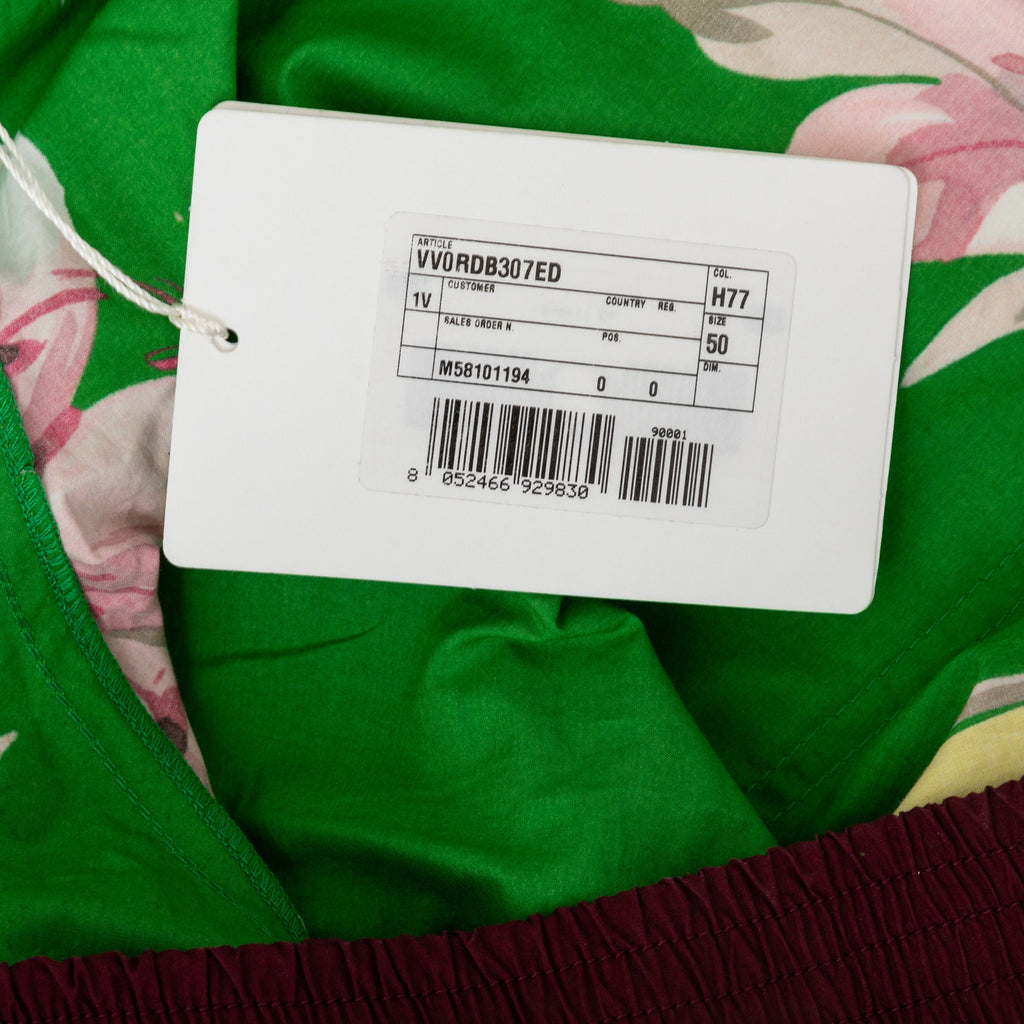 ARTICLE
VV0RDB307ED
COL.
H77
1V
CUSTOMER
COUNTRY REG.
SIZE
50
SALES ORDER N.
POS.
DIM.
M58101194 0 0
90001
8 052466 929830